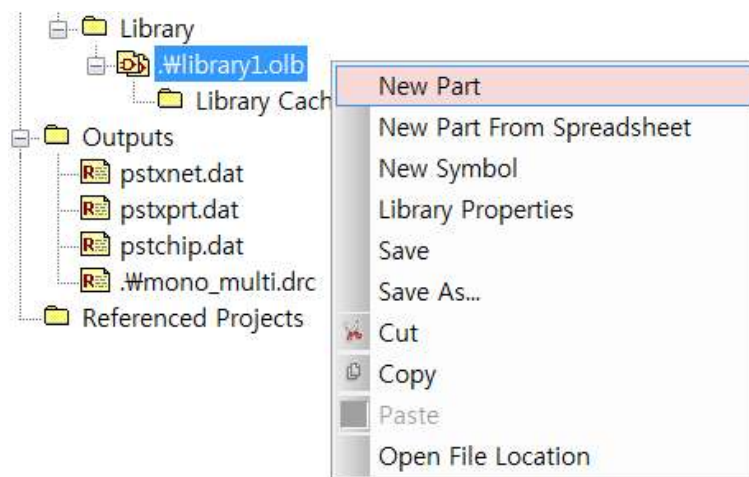 Library
.₩library1.olb
Library Cach
Outputs
pstxnet.dat
pstxprt.dat
pstchip.dat
.₩mono_multi.drc
Referenced Projects
New Part
New Part From Spreadsheet
New Symbol
Library Properties
Save
Save As...
Cut
Copy
Paste
Open File Location